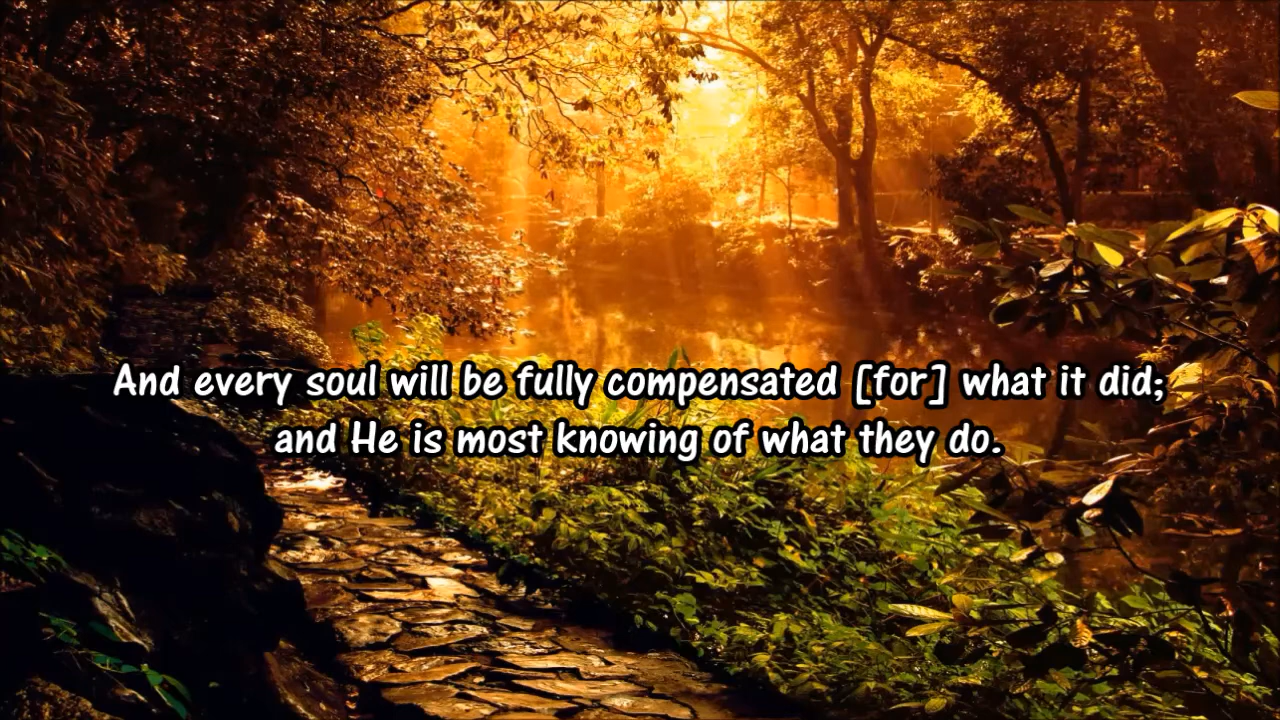 And every soul will be fully compensated [for] what it did;
and He is most knowing of what they do.